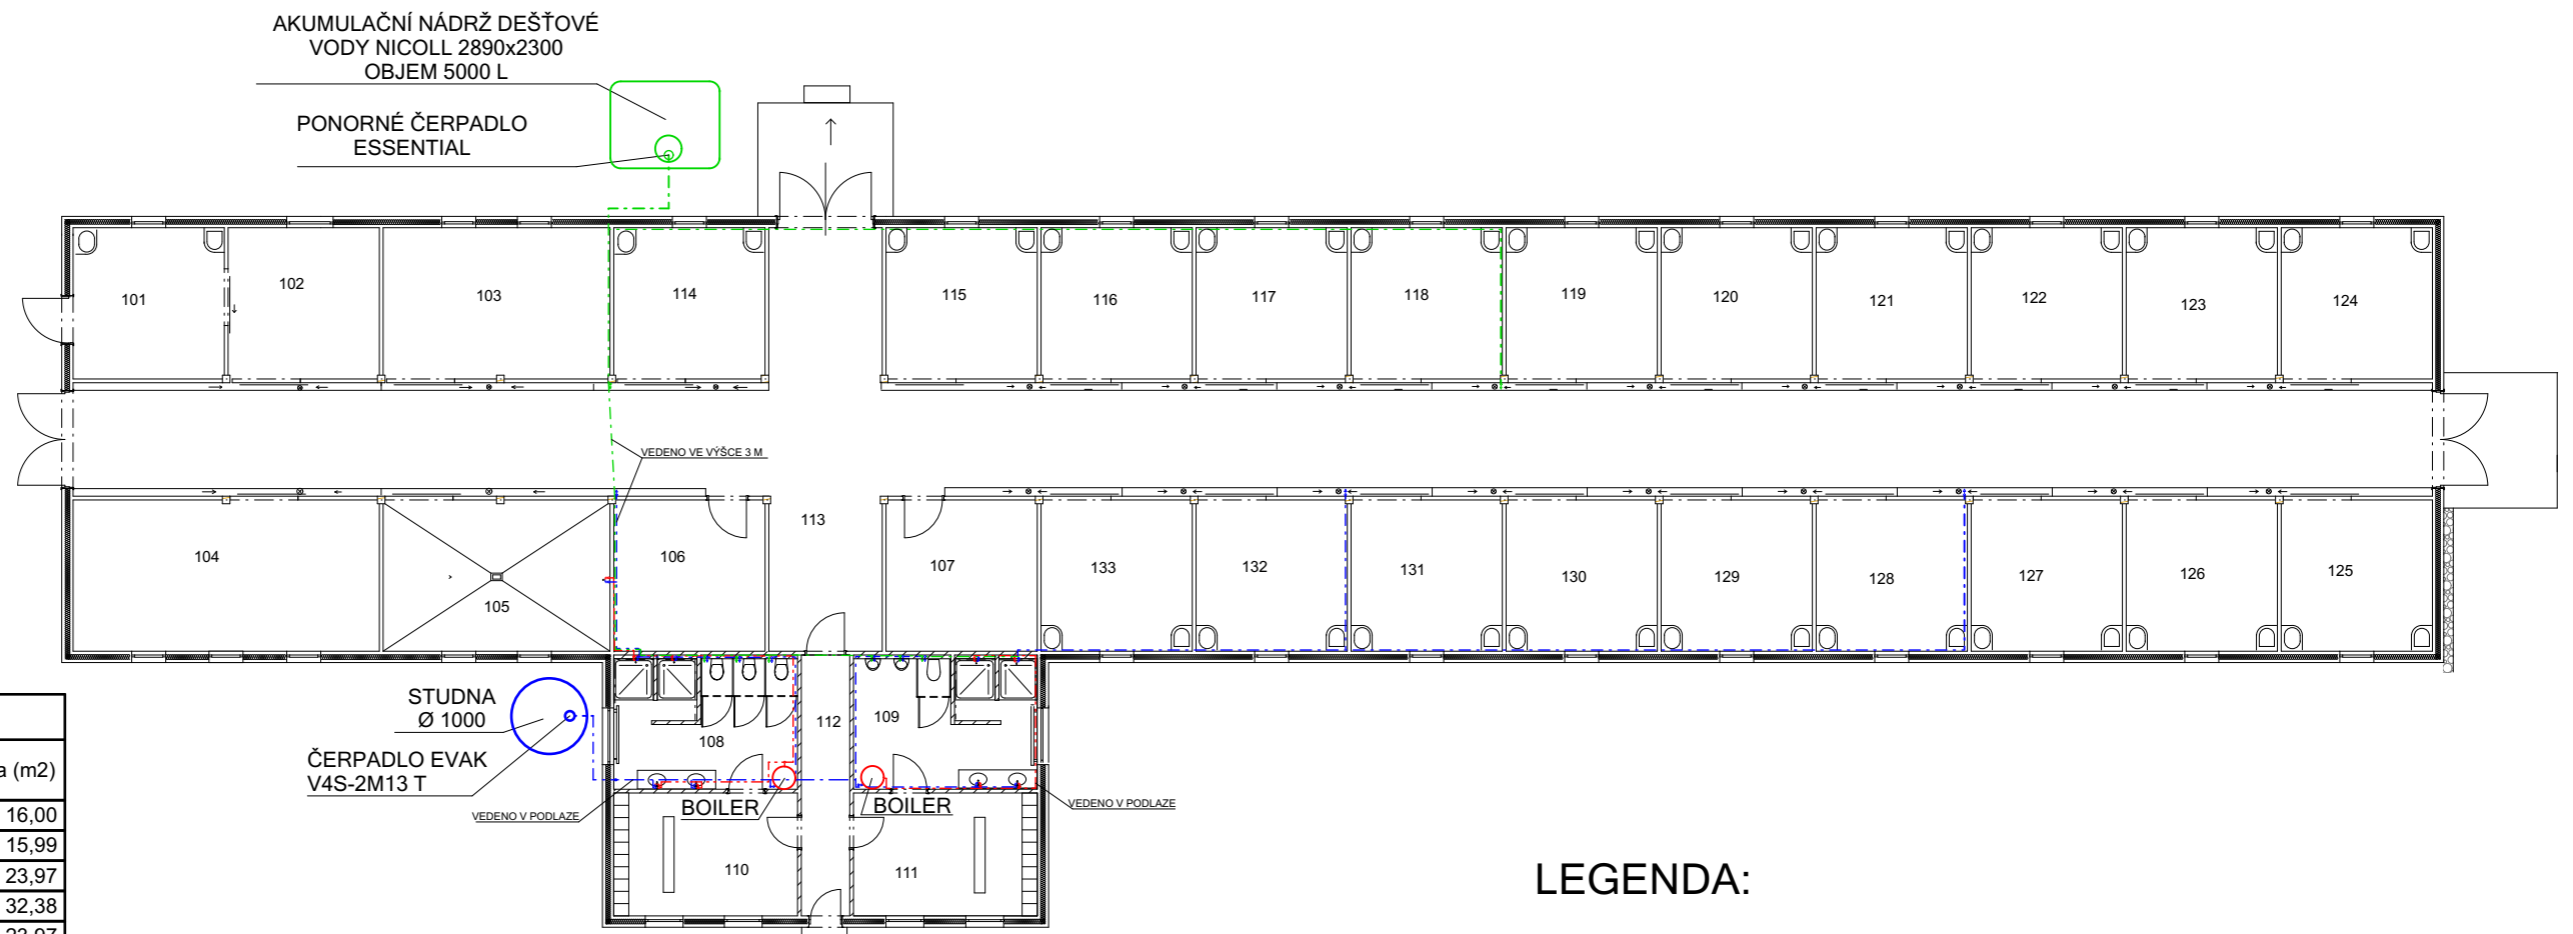 AKUMULAČNÍ NÁDRŽ DEŠŤOVÉ
VODY NICOLL 2890x2300
OBJEM 5000 L
PONORNÉ ČERPADLO
ESSENTIAL
101
102
103
114
115
116
117
118
119
120
121
122
123
124
VEDENO VE VÝŠCE 3 M
104
105
106
113
107
133
132
131
130
129
128
127
126
125
STUDNA
Ø 1000
ČERPADLO EVAK
V4S-2M13 T
108
112
109
VEDENO V PODLAZE
BOILER
BOILER
VEDENO V PODLAZE
110
111
LEGENDA:
a (m2)
16,00
15,99
23,97
32,38
23,97